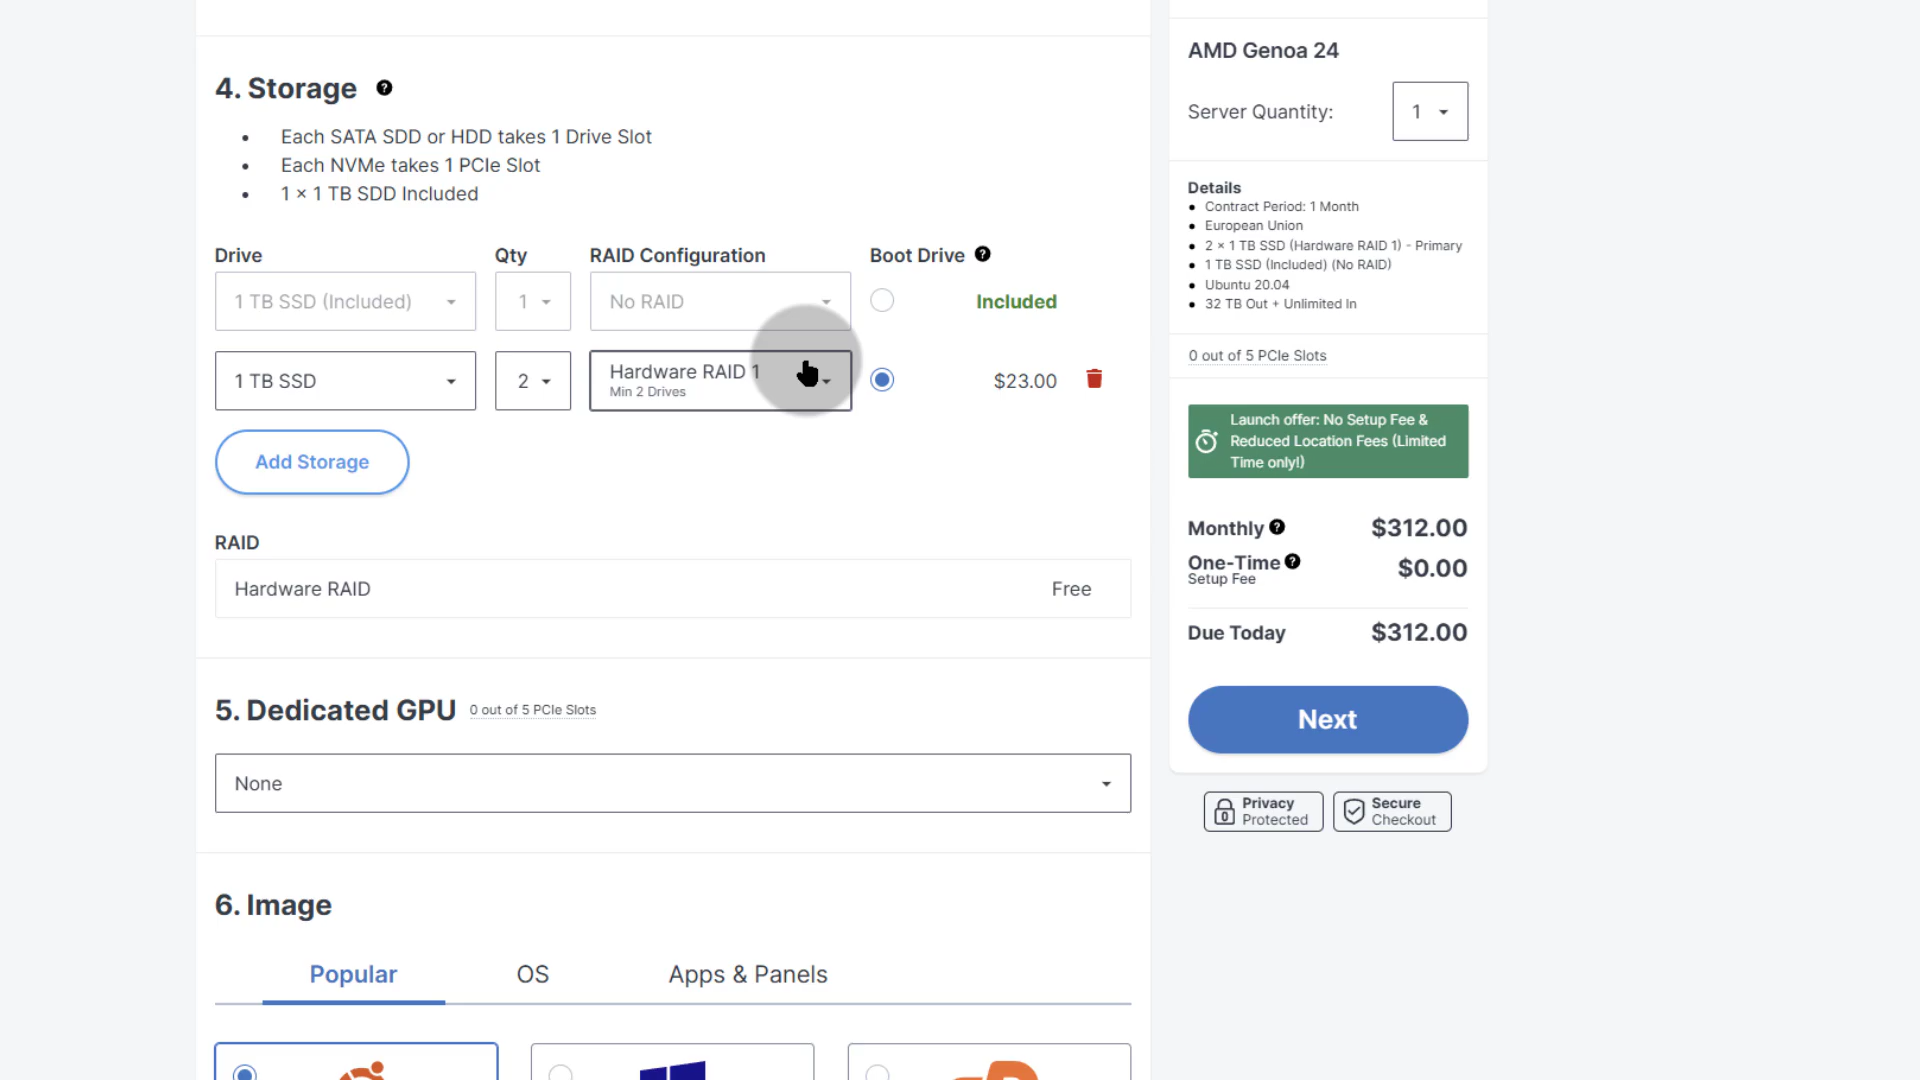 4. Storage ?
• Each SATA SDD or HDD takes 1 Drive Slot
• Each NVMe takes 1 PCIe Slot
• 1 × 1 TB SDD Included
Drive Qty RAID Configuration Boot Drive ?
1 TB SSD (Included) 1 No RAID Included
1 TB SSD 2 Hardware RAID 1 $23.00
Min 2 Drives
Add Storage
RAID
Hardware RAID Free
5. Dedicated GPU 0 out of 5 PCIe Slots
None
6. Image
Popular OS Apps & Panels
AMD Genoa 24
Server Quantity: 1
Details
• Contract Period: 1 Month
• European Union
• 2 × 1 TB SSD (Hardware RAID 1) - Primary
• 1 TB SSD (Included) (No RAID)
• Ubuntu 20.04
• 32 TB Out + Unlimited In
0 out of 5 PCIe Slots
Launch offer: No Setup Fee &
Reduced Location Fees (Limited
Time only!)
Monthly ? $312.00
One-Time ? $0.00
Setup Fee
Due Today $312.00
Next
Privacy
Protected
Secure
Checkout